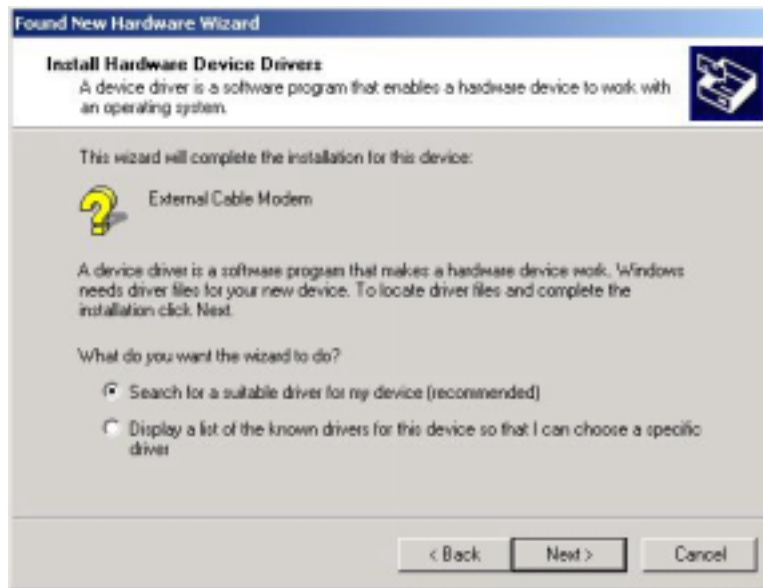 Found New Hardware Wizard
Install Hardware Device Drivers
A device driver is a software program that enables a hardware device to work with
an operating system.
This wizard will complete the installation for this device:
External Cable Modem
A device driver is a software program that makes a hardware device work. Windows
needs driver files for your new device. To locate driver files and complete the
installation click Next.
What do you want the wizard to do?
Search for a suitable driver for my device (recommended)
Display a list of the known drivers for this device so that I can choose a specific
driver
< Back
Next >
Cancel